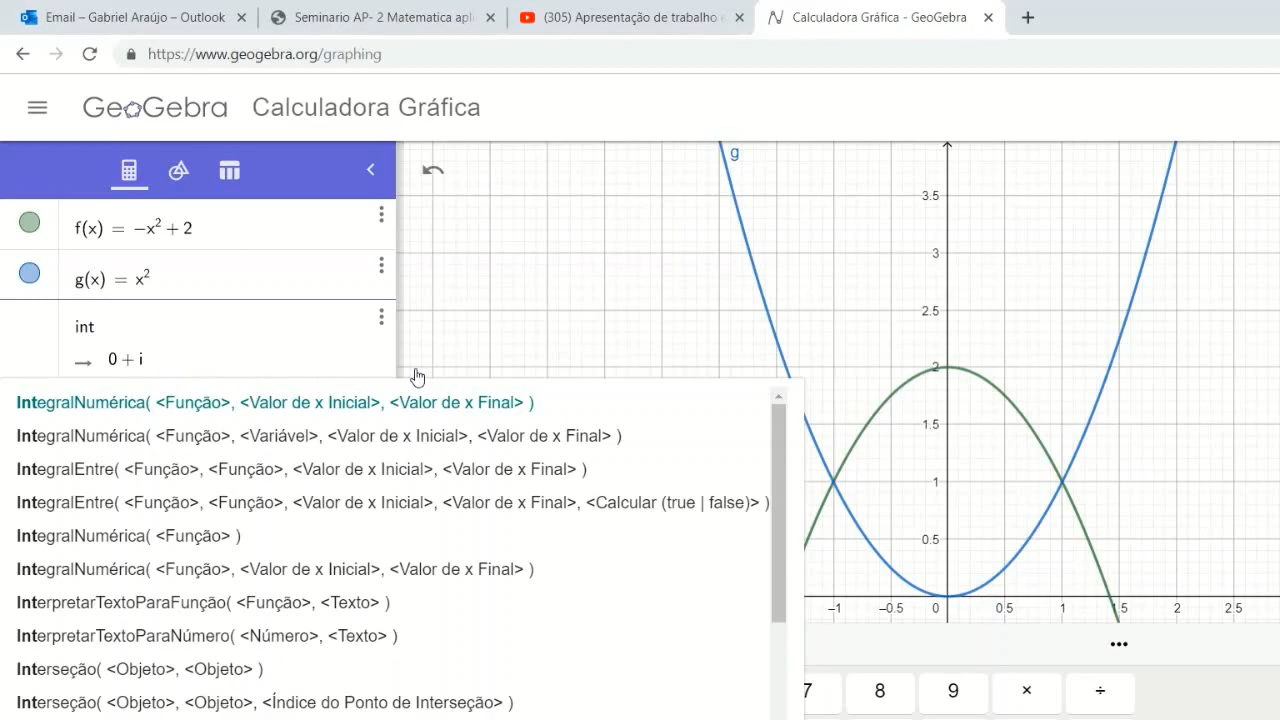 Email – Gabriel Araújo – Outlook
Seminario AP- 2 Matematica apli
(305) Apresentação de trabalho
Calculadora Gráfica - GeoGebra
https://www.geogebra.org/graphing
GeoGebra Calculadora Gráfica
f(x) = −x² + 2
g(x) = x²
int
→ 0 + i
IntegralNumérica( <Função>, <Valor de x Inicial>, <Valor de x Final> )
IntegralNumérica( <Função>, <Variável>, <Valor de x Inicial>, <Valor de x Final> )
IntegralEntre( <Função>, <Função>, <Valor de x Inicial>, <Valor de x Final> )
IntegralEntre( <Função>, <Função>, <Valor de x Inicial>, <Valor de x Final>, <Calcular (true | false)> )
IntegralNumérica( <Função> )
IntegralNumérica( <Função>, <Valor de x Inicial>, <Valor de x Final> )
InterpretarTextoParaFunção( <Função>, <Texto> )
InterpretarTextoParaNúmero( <Número>, <Texto> )
Interseção( <Objeto>, <Objeto> )
Interseção( <Objeto>, <Objeto>, <Índice do Ponto de Interseção> )
g
3.5
3
2.5
2
1.5
1
0.5
−1 −0.5 0 0.5 1 1.5 2 2.5
7 8 9 × ÷